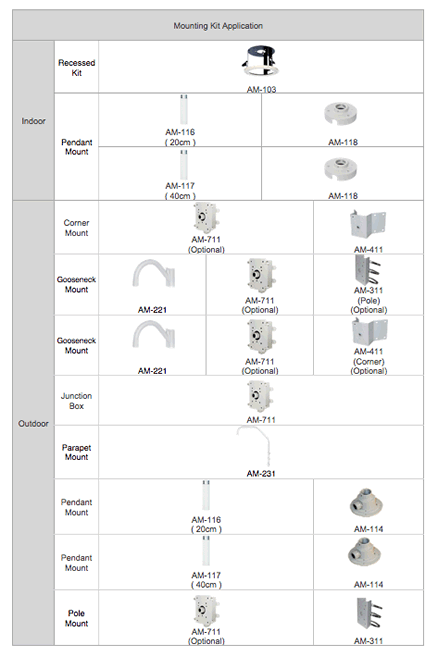 Mounting Kit Application
Indoor
Recessed
Kit
AM-103
Pendant
Mount
AM-116
( 20cm )
AM-118
AM-117
( 40cm )
AM-118
Outdoor
Corner
Mount
AM-711
(Optional)
AM-411
Gooseneck
Mount
AM-221
AM-711
(Optional)
AM-311
(Pole)
(Optional)
Gooseneck
Mount
AM-221
AM-711
(Optional)
AM-411
(Corner)
(Optional)
Junction
Box
AM-711
Parapet
Mount
AM-231
Pendant
Mount
AM-116
( 20cm )
AM-114
Pendant
Mount
AM-117
( 40cm )
AM-114
Pole
Mount
AM-711
(Optional)
AM-311